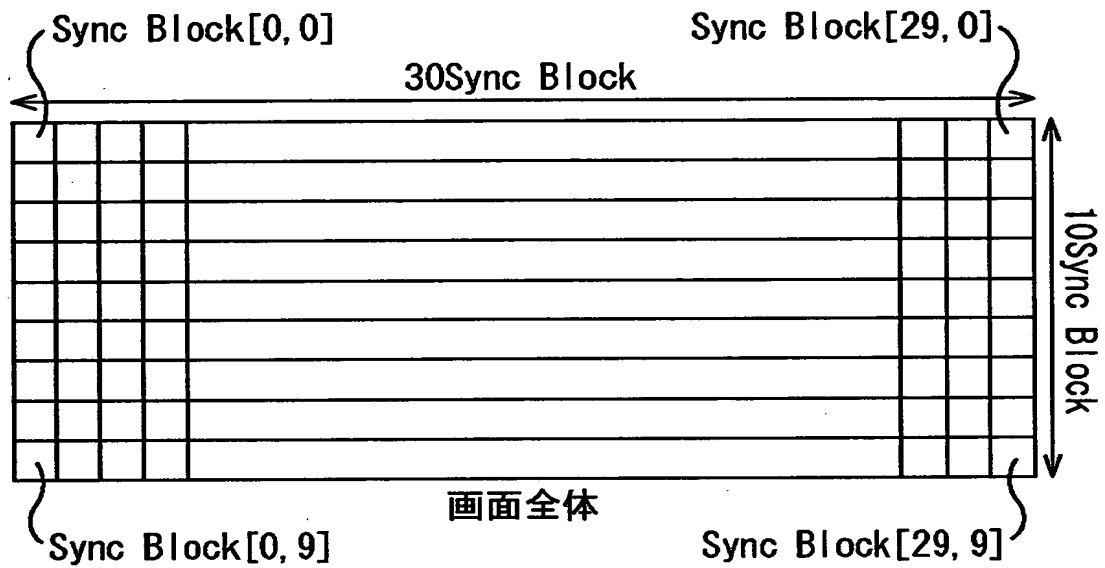 Sync Block[0,0]
Sync Block[29,0]
30Sync Block
10Sync Block
画面全体
Sync Block[0,9]
Sync Block[29,9]